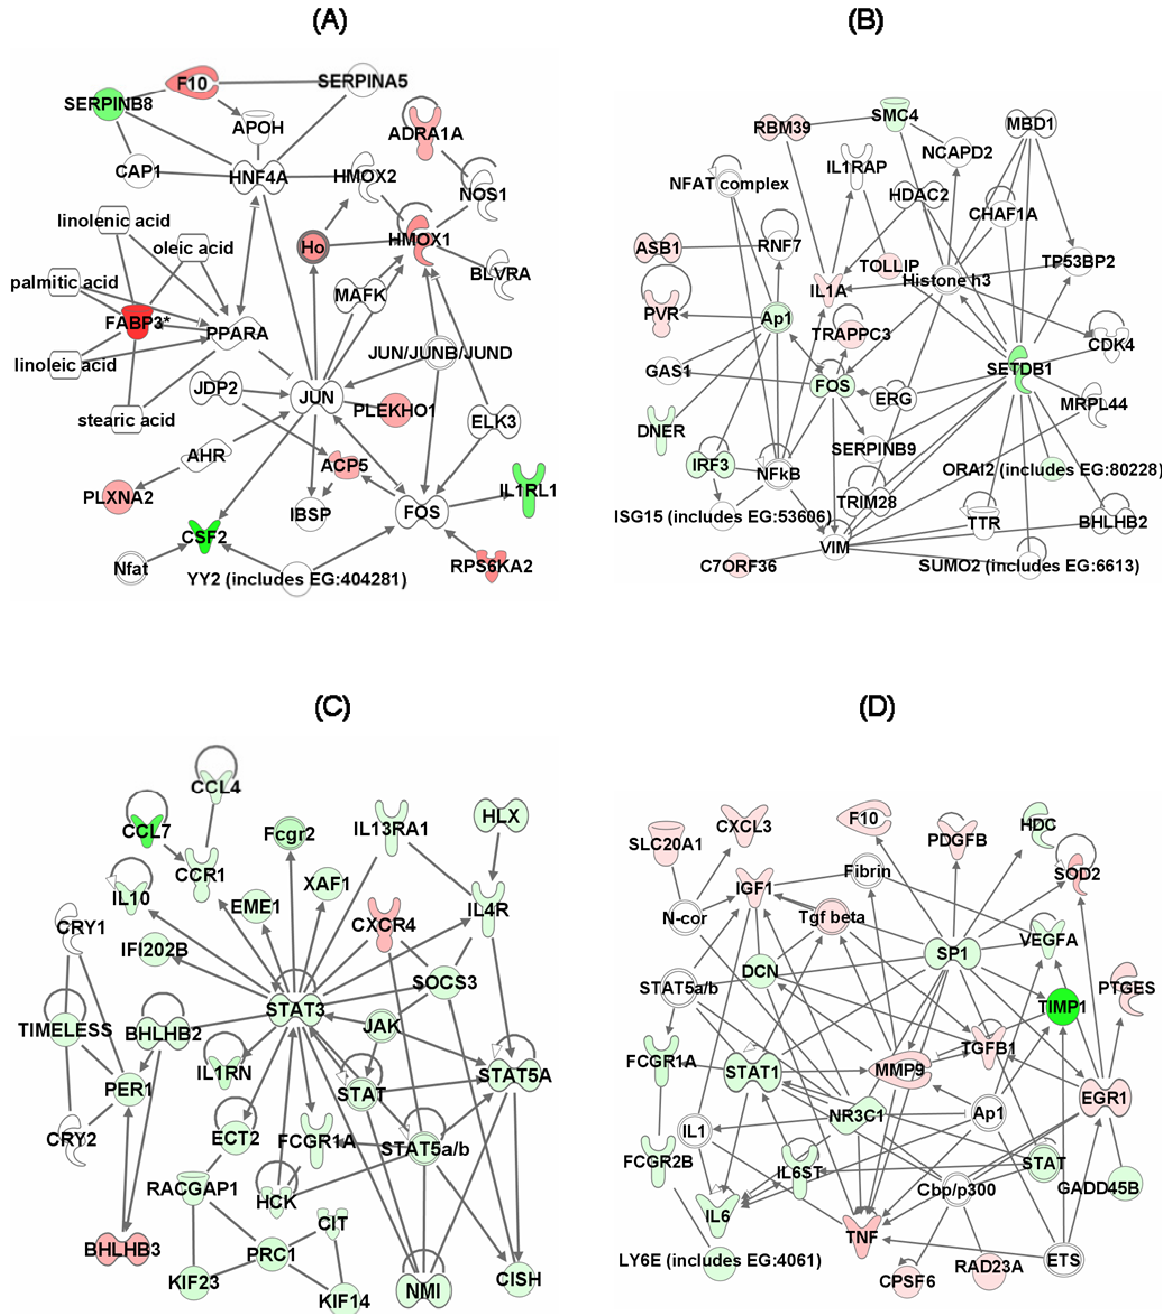 (A)
(B)
F10
SERPINA5
SERPINB8
APOH
ADRA1A
CAP1
HNF4A
HMOX2
NOS1
linolenic acid
oleic acid
Ho
HMOX1
BLVRA
palmitic acid
MAFK
FABP3*
PPARA
JUN/JUNB/JUND
linoleic acid
JDP2
JUN
PLEKHO1
stearic acid
ELK3
AHR
ACP5
PLXNA2
IL1RL1
IBSP
FOS
CSF2
Nfat
YY2 (includes EG:404281)
RPS6KA2
SMC4
RBM39
MBD1
NCAPD2
IL1RAP
NFAT complex
HDAC2
CHAF1A
ASB1
RNF7
TOLLIP
TP53BP2
Histone h3
IL1A
PVR
Ap1
TRAPPC3
CDK4
GAS1
SETDB1
FOS
ERG
MRPL44
DNER
SERPINB9
IRF3
NFkB
ORAI2 (includes EG:80228)
TRIM28
ISG15 (includes EG:53606)
TTR
BHLHB2
VIM
C7ORF36
SUMO2 (includes EG:6613)
(C)
(D)
CCL4
CCL7
Fcgr2
IL13RA1
HLX
CCR1
XAF1
IL10
EME1
IL4R
CRY1
CXCR4
IFI202B
SOCS3
STAT3
TIMELESS
BHLHB2
JAK
IL1RN
STAT5A
PER1
STAT
CRY2
ECT2
FCGR1A
STAT5a/b
RACGAP1
HCK
CIT
BHLHB3
PRC1
KIF23
NMI
CISH
KIF14
F10
CXCL3
PDGFB
HDC
SLC20A1
Fibrin
SOD2
IGF1
N-cor
Tgf beta
VEGFA
SP1
DCN
STAT5a/b
PTGES
TIMP1
TGFB1
FCGR1A
STAT1
MMP9
EGR1
NR3C1
Ap1
IL1
FCGR2B
IL6ST
STAT
Cbp/p300
GADD45B
IL6
TNF
LY6E (includes EG:4061)
ETS
RAD23A
CPSF6